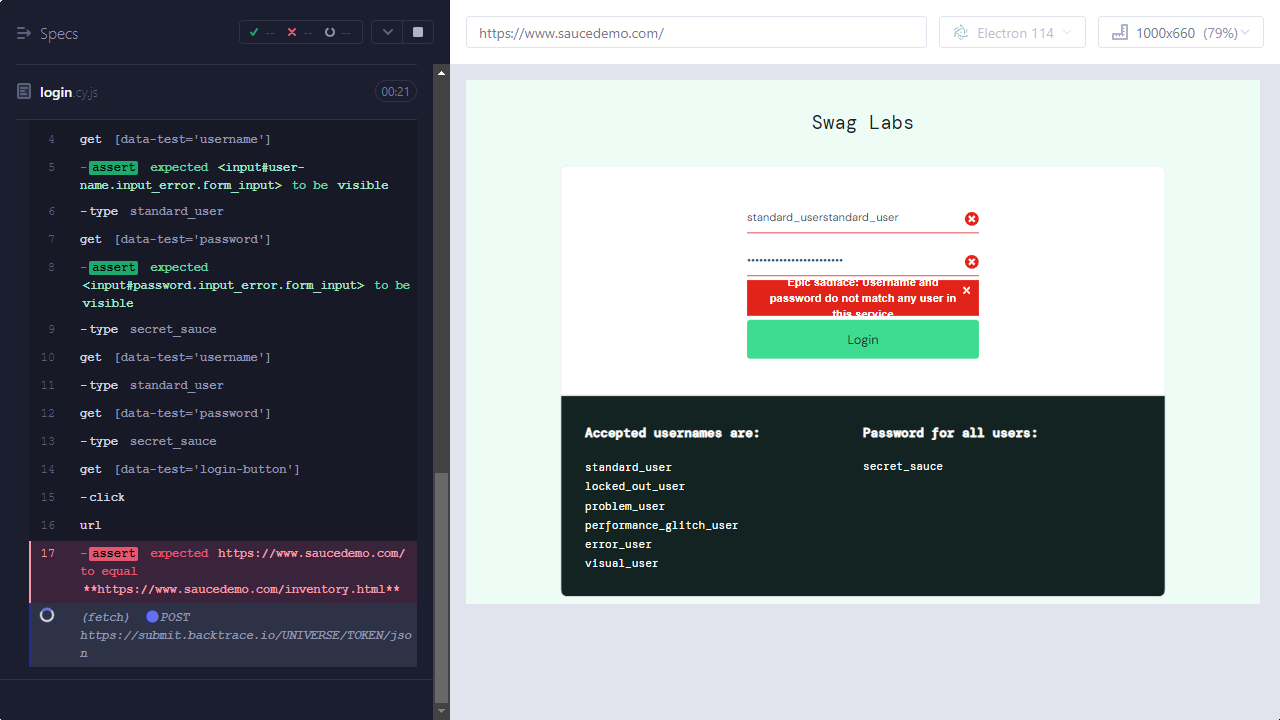 Specs
--
--
--
https://www.saucedemo.com/
Electron 114
1000x660 (79%)
login.cy.js
00:21
4 get [data-test='username']
5 -assert expected <input#user-
name.input_error.form_input> to be visible
6 -type standard_user
7 get [data-test='password']
8 -assert expected
<input#password.input_error.form_input> to be
visible
9 -type secret_sauce
10 get [data-test='username']
11 -type standard_user
12 get [data-test='password']
13 -type secret_sauce
14 get [data-test='login-button']
15 -click
16 url
17 -assert expected https://www.saucedemo.com/
to equal
**https://www.saucedemo.com/inventory.html**
(fetch) POST
https://submit.backtrace.io/UNIVERSE/TOKEN/jso
n
Swag Labs
standard_userstandard_user
Epic sadface: Username and
password do not match any user in
this service
Login
Accepted usernames are:
standard_user
locked_out_user
problem_user
performance_glitch_user
error_user
visual_user
Password for all users:
secret_sauce